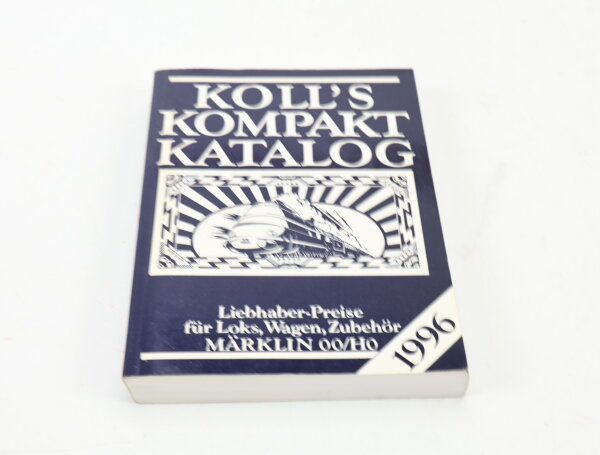 KOLL'S
KOMPAKT
KATALOG
Liebhaber-Preise
für Loks, Wagen, Zubehör
MÄRKLIN 00/H0
1996